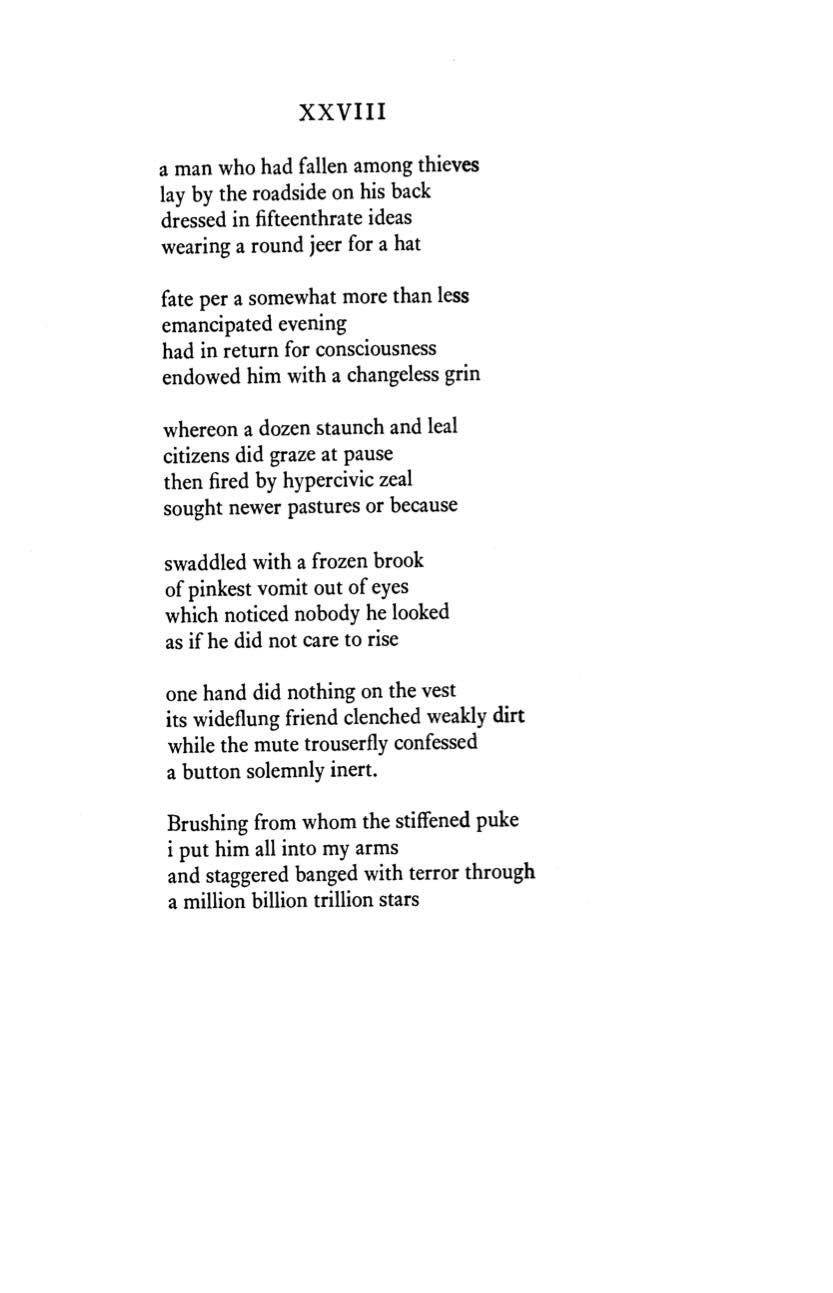 XXVIII
a man who had fallen among thieves
lay by the roadside on his back
dressed in fifteenthrate ideas
wearing a round jeer for a hat
fate per a somewhat more than less
emancipated evening
had in return for consciousness
endowed him with a changeless grin
whereon a dozen staunch and leal
citizens did graze at pause
then fired by hypercivic zeal
sought newer pastures or because
swaddled with a frozen brook
of pinkest vomit out of eyes
which noticed nobody he looked
as if he did not care to rise
one hand did nothing on the vest
its wideflung friend clenched weakly dirt
while the mute trouserfly confessed
a button solemnly inert.
Brushing from whom the stiffened puke
i put him all into my arms
and staggered banged with terror through
a million billion trillion stars